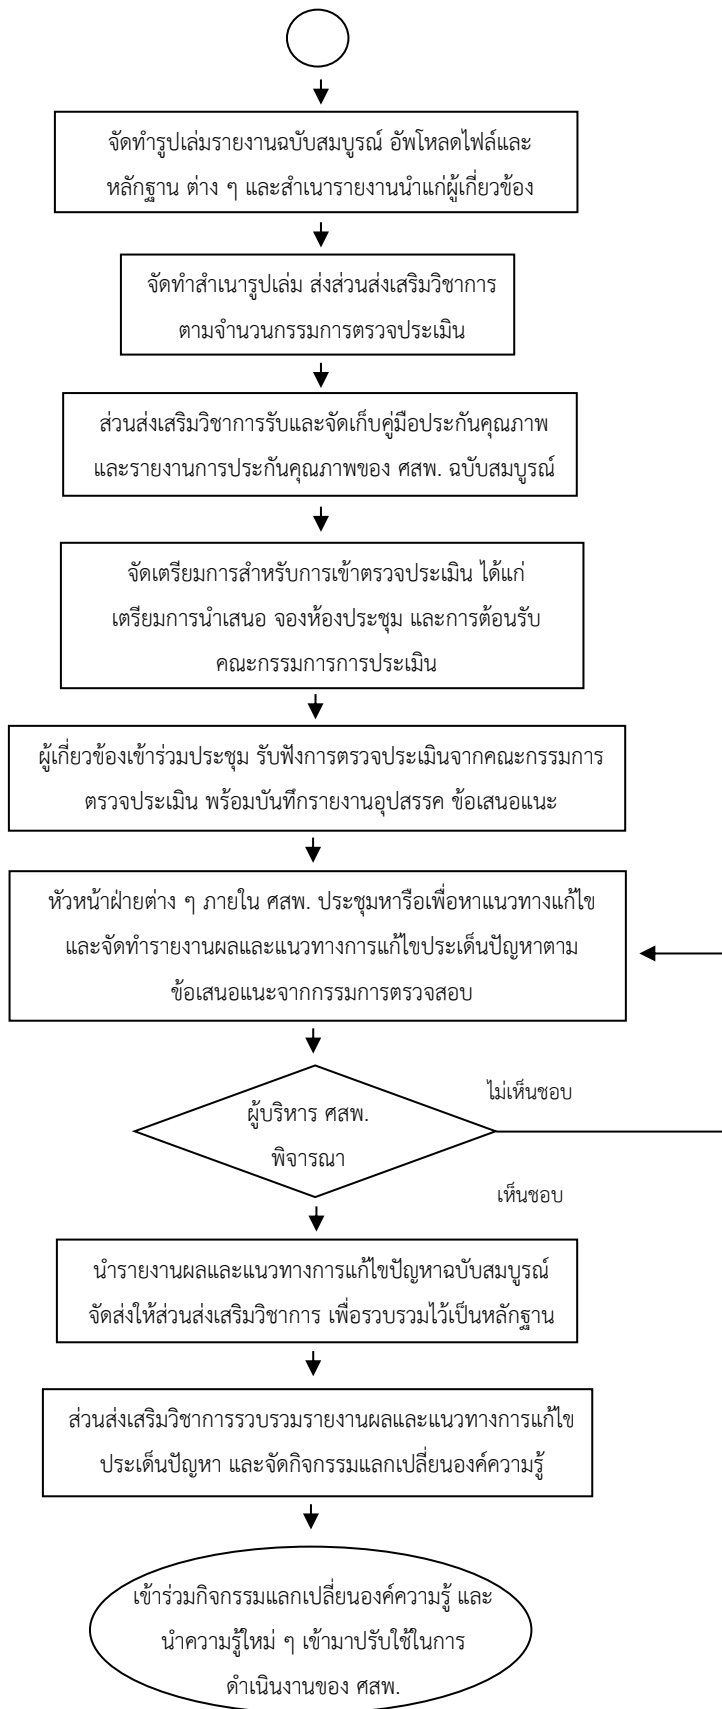 จัดทำรูปเล่มรายงานฉบับสมบูรณ์ อัพโหลดไฟล์และ
หลักฐาน ต่าง ๆ และสำเนารายงานนำแก่ผู้เกี่ยวข้อง
จัดทำสำเนารูปเล่ม ส่งส่วนส่งเสริมวิชาการ
ตามจำนวนกรรมการตรวจประเมิน
ส่วนส่งเสริมวิชาการรับและจัดเก็บคู่มือประกันคุณภาพ
และรายงานการประกันคุณภาพของ ศสพ. ฉบับสมบูรณ์
จัดเตรียมการสำหรับการเข้าตรวจประเมิน ได้แก่
เตรียมการนำเสนอ จองห้องประชุม และการต้อนรับ
คณะกรรมการการประเมิน
ผู้เกี่ยวข้องเข้าร่วมประชุม รับฟังการตรวจประเมินจากคณะกรรมการ
ตรวจประเมิน พร้อมบันทึกรายงานอุปสรรค ข้อเสนอแนะ
หัวหน้าฝ่ายต่าง ๆ ภายใน ศสพ. ประชุมหารือเพื่อหาแนวทางแก้ไข
และจัดทำรายงานผลและแนวทางการแก้ไขประเด็นปัญหาตาม
ข้อเสนอแนะจากกรรมการตรวจสอบ
ไม่เห็นชอบ
ผู้บริหาร ศสพ.
พิจารณา
เห็นชอบ
นำรายงานผลและแนวทางการแก้ไขปัญหาฉบับสมบูรณ์
จัดส่งให้ส่วนส่งเสริมวิชาการ เพื่อรวบรวมไว้เป็นหลักฐาน
ส่วนส่งเสริมวิชาการรวบรวมรายงานผลและแนวทางการแก้ไข
ประเด็นปัญหา และจัดกิจกรรมแลกเปลี่ยนองค์ความรู้
เข้าร่วมกิจกรรมแลกเปลี่ยนองค์ความรู้ และ
นำความรู้ใหม่ ๆ เข้ามาปรับใช้ในการ
ดำเนินงานของ ศสพ.